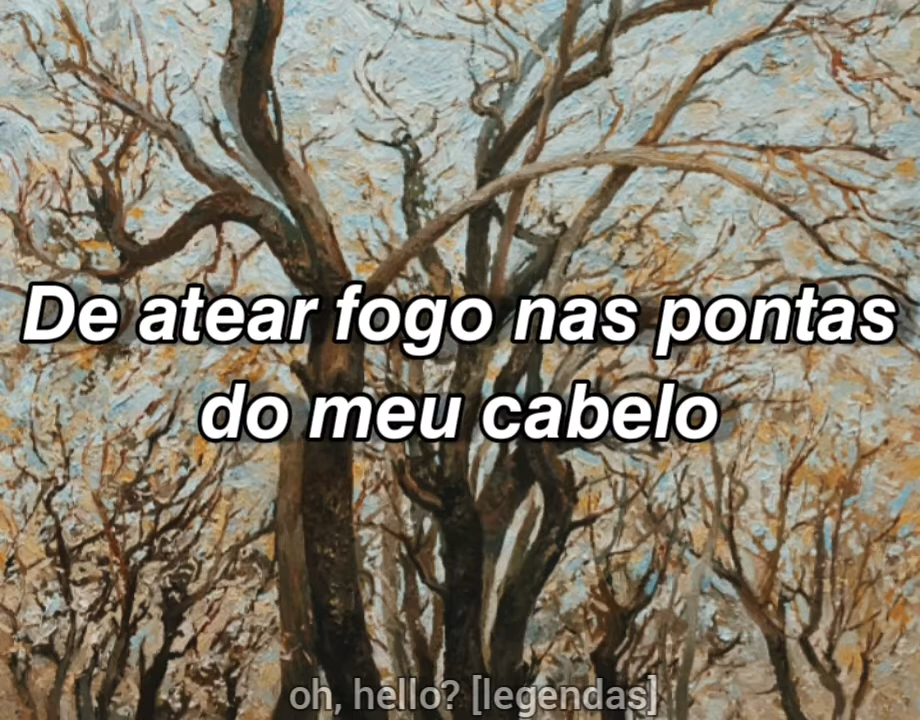 De atear fogo nas pontas
do meu cabelo
oh, hello? [legendas]